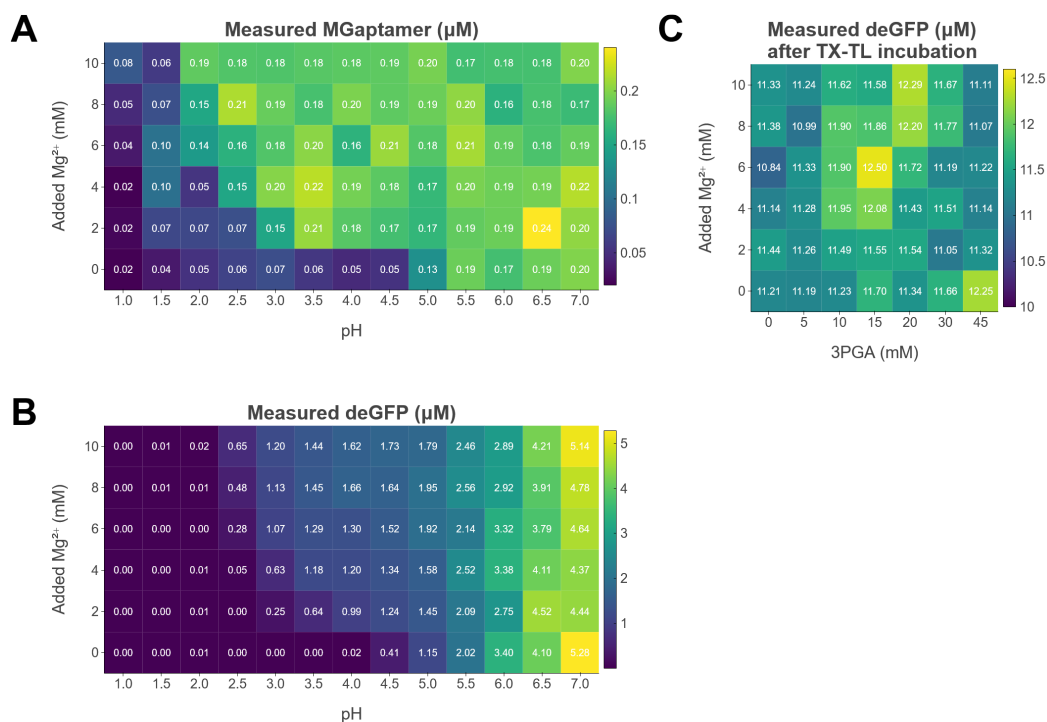 A
Measured MGaptamer (µM)
Added Mg²⁺ (mM)
10 0.08 0.06 0.19 0.18 0.18 0.18 0.19 0.20 0.17 0.18 0.18 0.20
8 0.05 0.07 0.15 0.21 0.19 0.18 0.20 0.19 0.18 0.20 0.16 0.18 0.17
6 0.04 0.10 0.14 0.16 0.18 0.20 0.16 0.21 0.18 0.21 0.19 0.18 0.19
4 0.02 0.10 0.05 0.15 0.20 0.22 0.19 0.18 0.17 0.20 0.19 0.19 0.22
2 0.02 0.07 0.07 0.07 0.15 0.21 0.18 0.17 0.17 0.20 0.19 0.24 0.20
0 0.02 0.04 0.05 0.06 0.07 0.06 0.05 0.05 0.13 0.19 0.17 0.19 0.20
1.0 1.5 2.0 2.5 3.0 3.5 4.0 4.5 5.0 5.5 6.0 6.5 7.0
pH
0.2
0.15
0.1
0.05
C
Measured deGFP (µM)
after TX-TL incubation
Added Mg²⁺ (mM)
10 11.33 11.24 11.62 11.58 12.29 11.67 11.11
8 11.38 10.99 11.90 11.86 12.20 11.77 11.07
6 10.84 11.33 11.90 12.50 11.72 11.19 11.22
4 11.14 11.28 11.95 12.08 11.43 11.51 11.14
2 11.44 11.26 11.49 11.55 11.54 11.05 11.32
0 11.21 11.19 11.23 11.70 11.34 11.66 12.25
0 5 10 15 20 30 45
3PGA (mM)
12.5
12
11.5
11
10.5
10
B
Measured deGFP (µM)
Added Mg²⁺ (mM)
10 0.00 0.01 0.02 0.65 1.20 1.44 1.62 1.73 1.79 2.46 2.89 4.21 5.14
8 0.00 0.01 0.01 0.48 1.13 1.45 1.66 1.64 1.95 2.56 2.92 3.91 4.78
6 0.00 0.00 0.01 0.28 1.07 1.29 1.30 1.52 1.92 2.14 3.32 3.79 4.64
4 0.00 0.00 0.01 0.05 0.63 1.18 1.20 1.34 1.58 2.52 3.38 4.11 4.37
2 0.00 0.00 0.01 0.00 0.25 0.64 0.99 1.24 1.45 2.09 2.75 4.52 4.44
0 0.00 0.00 0.01 0.00 0.00 0.00 0.02 0.41 1.15 2.02 3.40 4.10 5.28
1.0 1.5 2.0 2.5 3.0 3.5 4.0 4.5 5.0 5.5 6.0 6.5 7.0
pH
5
4
3
2
1